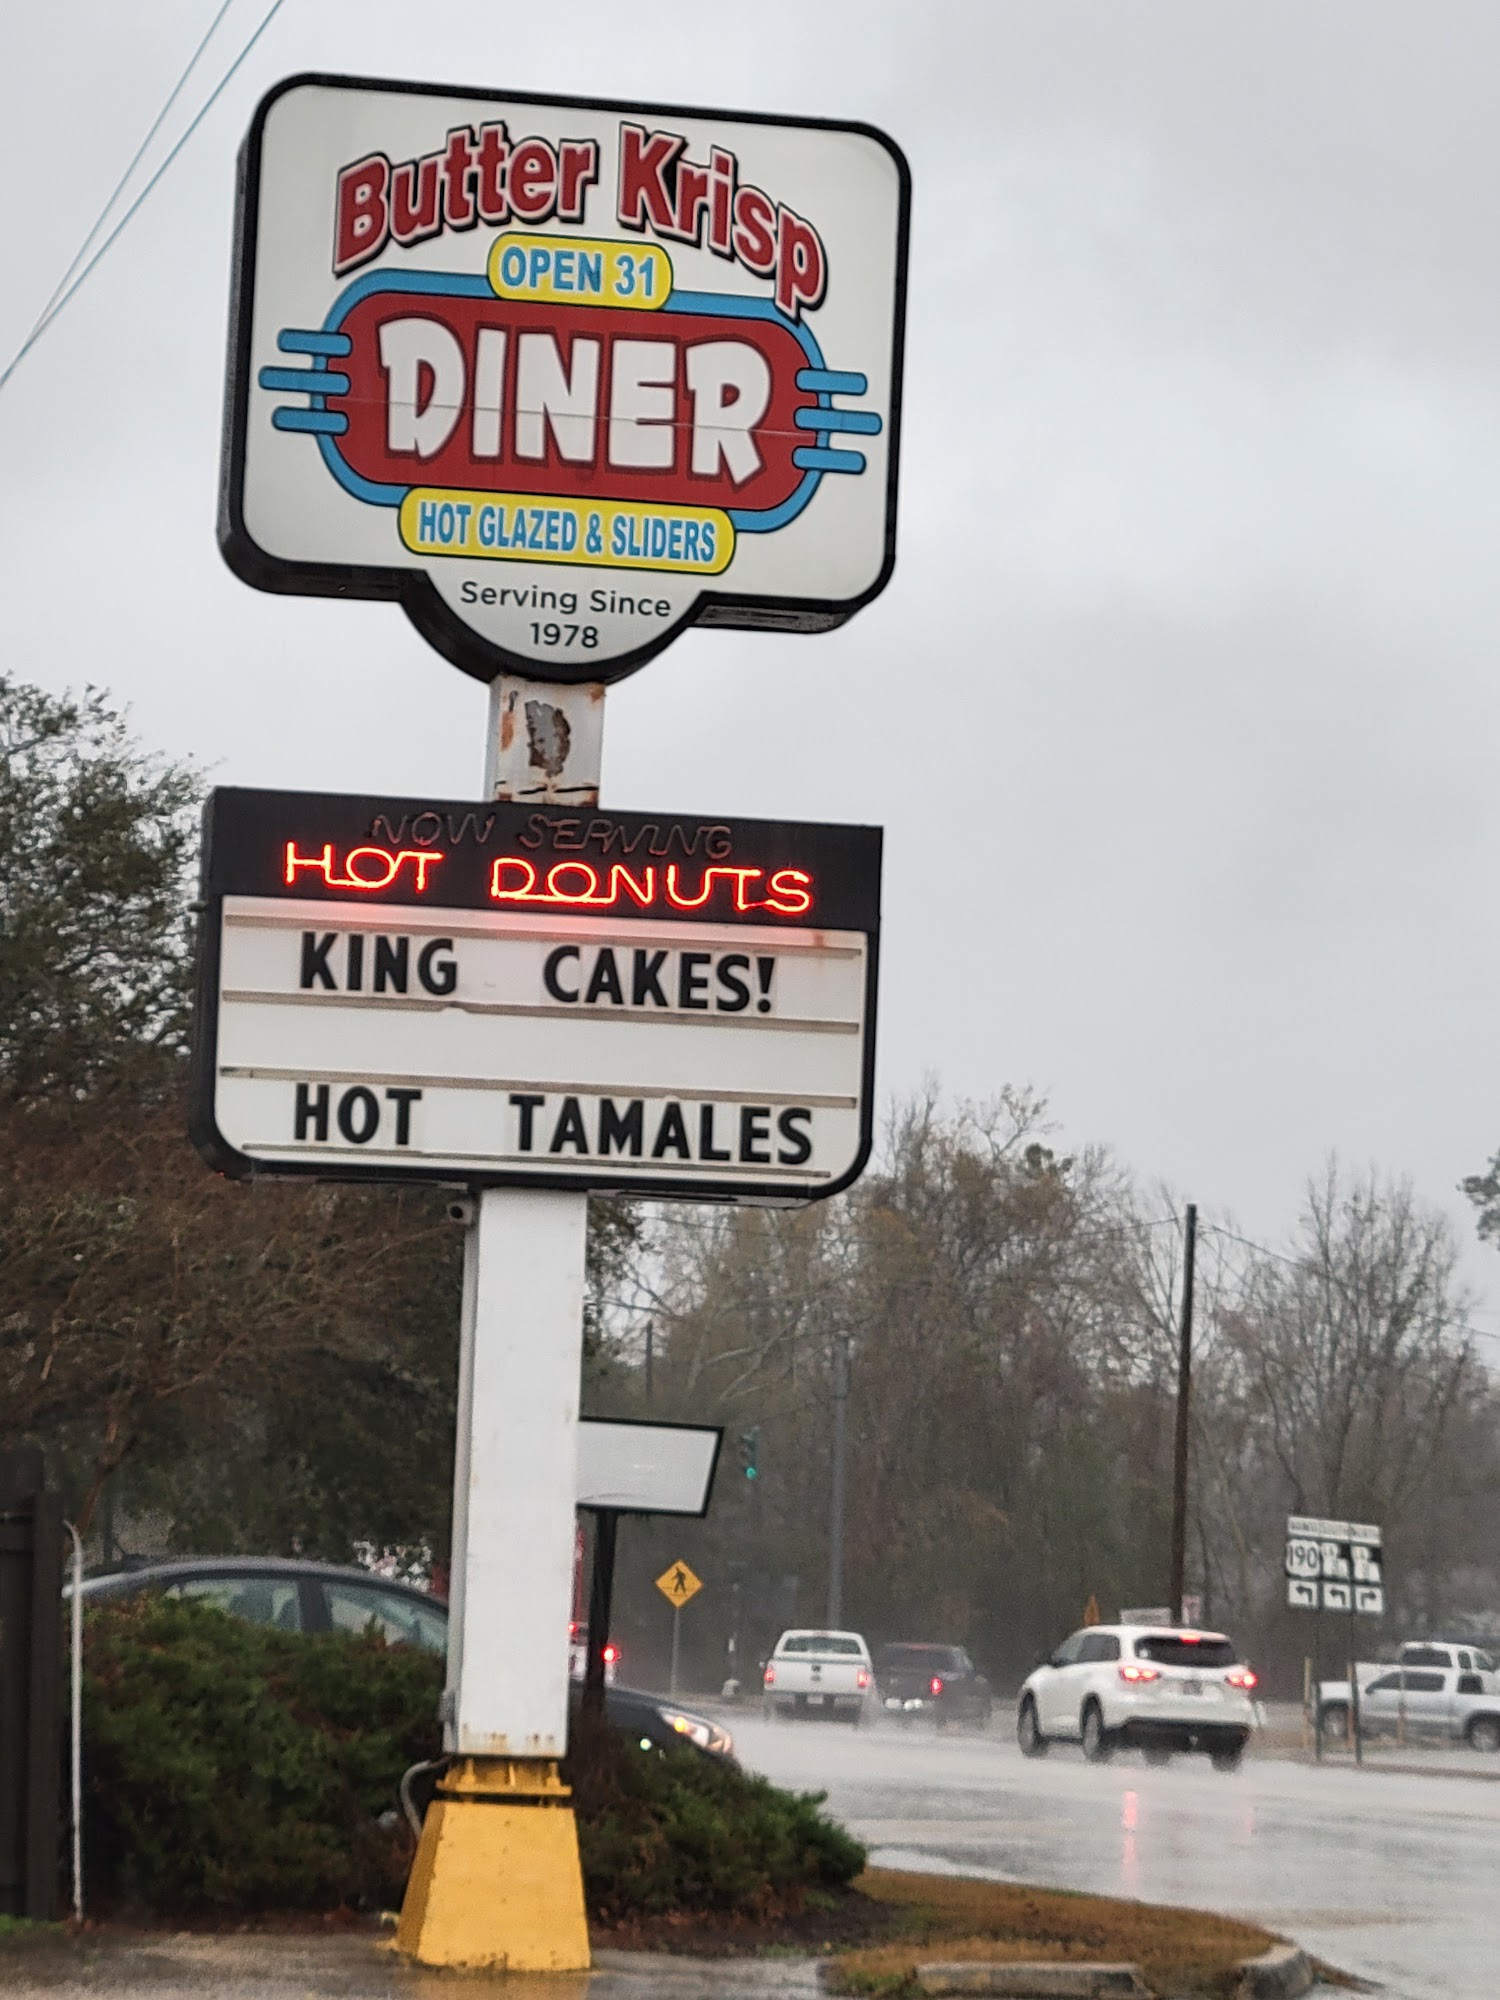 Butter Krisp
OPEN 31
DINER
HOT GLAZED & SLIDERS
Serving Since
1978
NOW SERVING
HOT DONUTS
KING CAKES!
HOT TAMALES
190